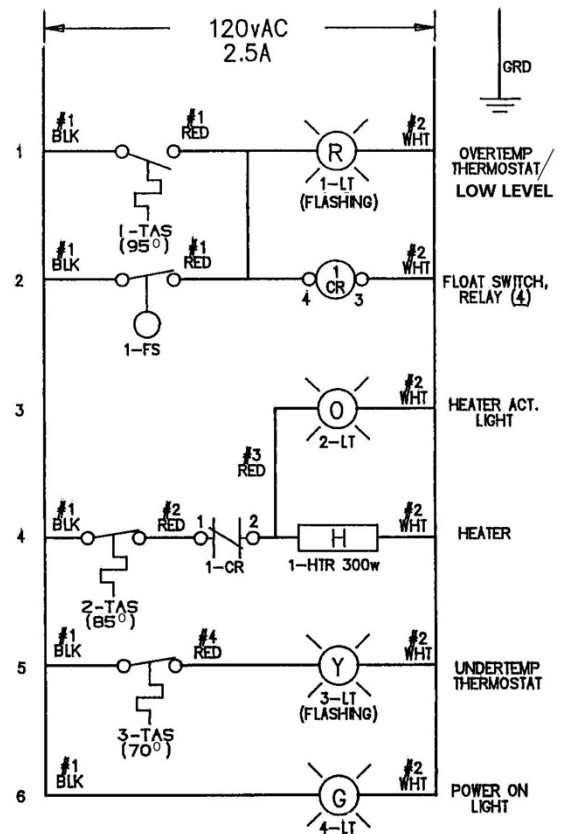 120vAC
2.5A
GRD
1
#1
BLK
#1
RED
R
1-LT
(FLASHING)
#2
WHT
OVERTEMP
THERMOSTAT/
LOW LEVEL
1-TAS
(95°)
2
#1
BLK
#1
RED
1-FS
4
1
CR
3
#2
WHT
FLOAT SWITCH,
RELAY (4)
3
O
2-LT
#2
WHT
HEATER ACT.
LIGHT
#3
RED
4
#1
BLK
#2
RED
1
2
1-CR
H
1-HTR 300w
#2
WHT
HEATER
2-TAS
(85°)
5
#1
BLK
#4
RED
Y
3-LT
(FLASHING)
#2
WHT
UNDERTEMP
THERMOSTAT
3-TAS
(70°)
6
#1
BLK
G
4-LT
#2
WHT
POWER ON
LIGHT